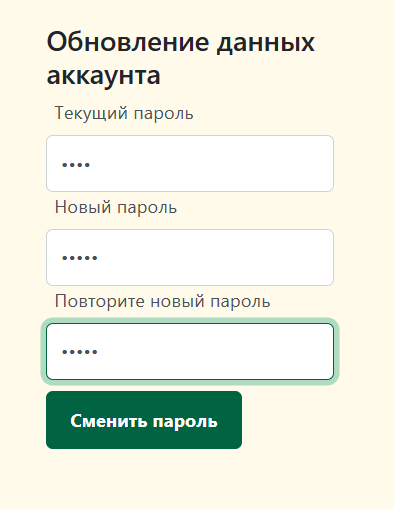 Обновление данных
аккаунта
Текущий пароль
••••
Новый пароль
•••••
Повторите новый пароль
•••••
Сменить пароль